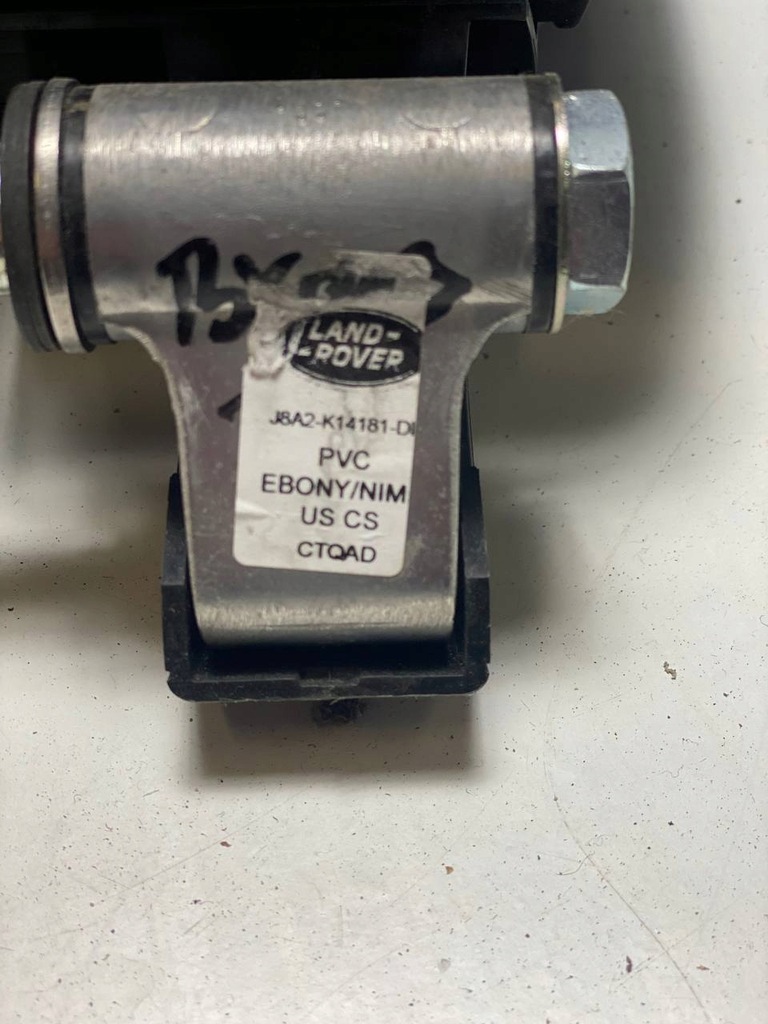 LAND-
-ROVER
J8A2-K14181-D
PVC
EBONY/NIM
US CS
CTQAD